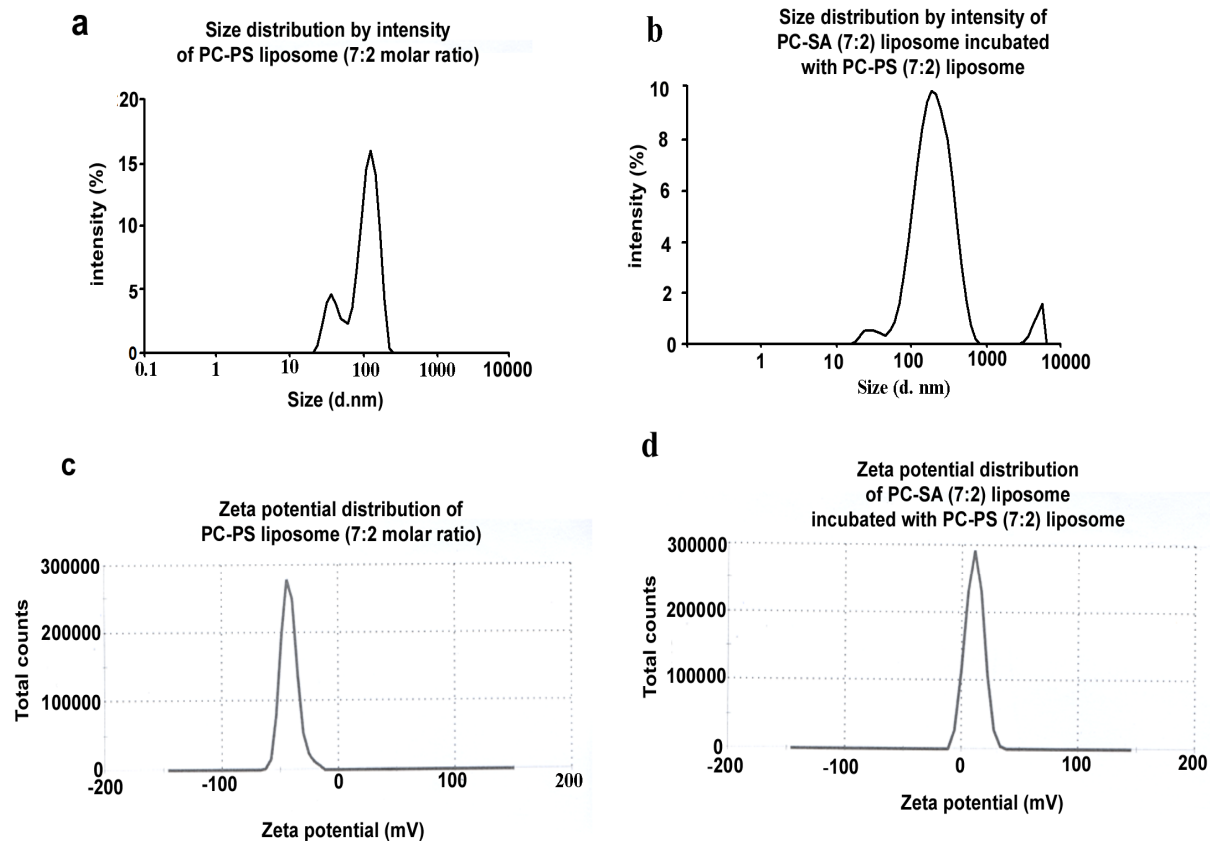 a
Size distribution by intensity
of PC-PS liposome (7:2 molar ratio)
20
15
10
5
0
intensity (%)
0.1 1 10 100 1000 10000
Size (d.nm)
b
Size distribution by intensity of
PC-SA (7:2) liposome incubated
with PC-PS (7:2) liposome
10
8
6
4
2
0
intensity (%)
1 10 100 1000 10000
Size (d. nm)
c
Zeta potential distribution of
PC-PS liposome (7:2 molar ratio)
300000
200000
100000
0
Total counts
-200 -100 0 100 200
Zeta potential (mV)
d
Zeta potential distribution
of PC-SA (7:2) liposome
incubated with PC-PS (7:2) liposome
300000
200000
100000
0
Total counts
-200 -100 0 100 200
Zeta potential (mV)